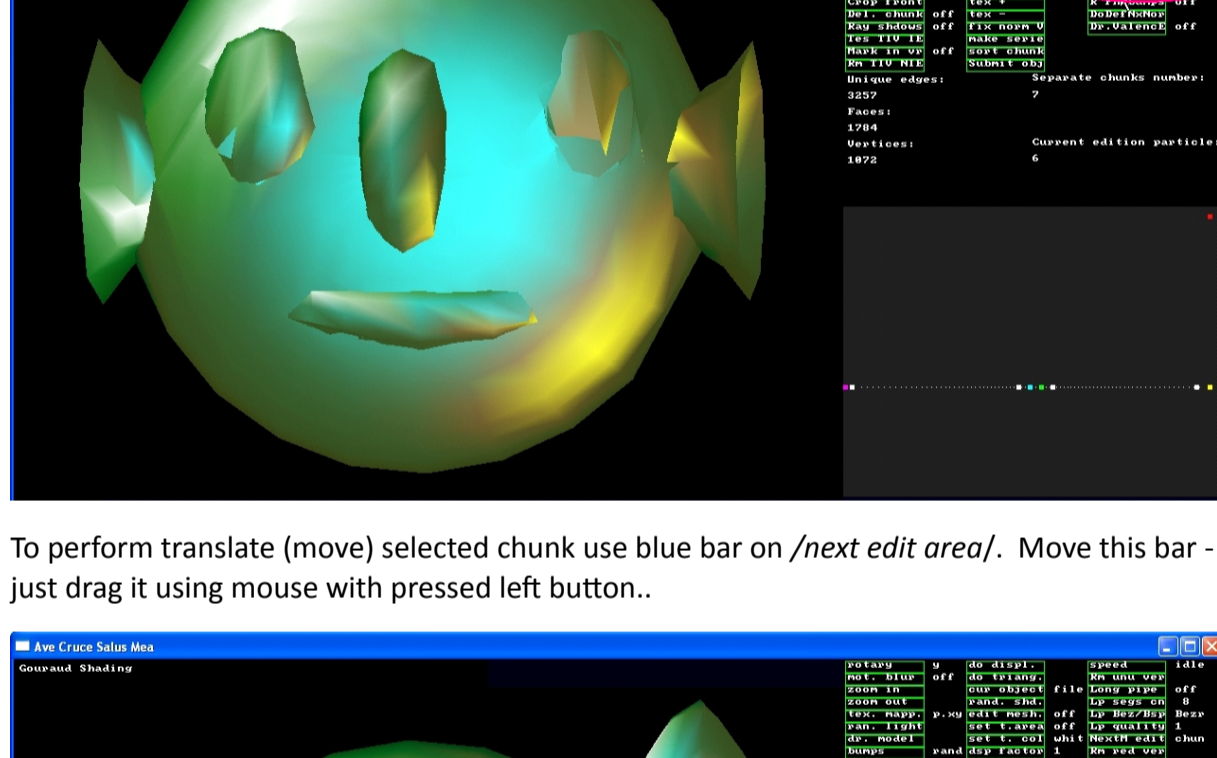 Crop front tex +
Del. chunk off tex - DoDefNxNor
Ray shdows off fix norm V Dr.ValencE off
Tes TIV IE make serie
Mark in vr off sort chunk
Rm TIV NIE Submit obj
Unique edges: Separate chunks number:
3257 7
Faces:
1784
Vertices: Current edition particle:
1072 6
To perform translate (move) selected chunk use blue bar on /next edit area/. Move this bar -
just drag it using mouse with pressed left button..
Ave Cruce Salus Mea
Gouraud Shading
rotary y do displ. speed idle
mot. blur off do triang. Rm unu ver
zoom in cur object file Long pipe off
zoom out rand. shd. Lp segs cn 8
tex. mapp. p.xy edit mesh. off Lp Bez/Bsp Bezr
ran. light set t.area off Lp quality 1
dr. model set t. col whit NextM edit chun
bumps rand dsp factor 1 Rm red ver